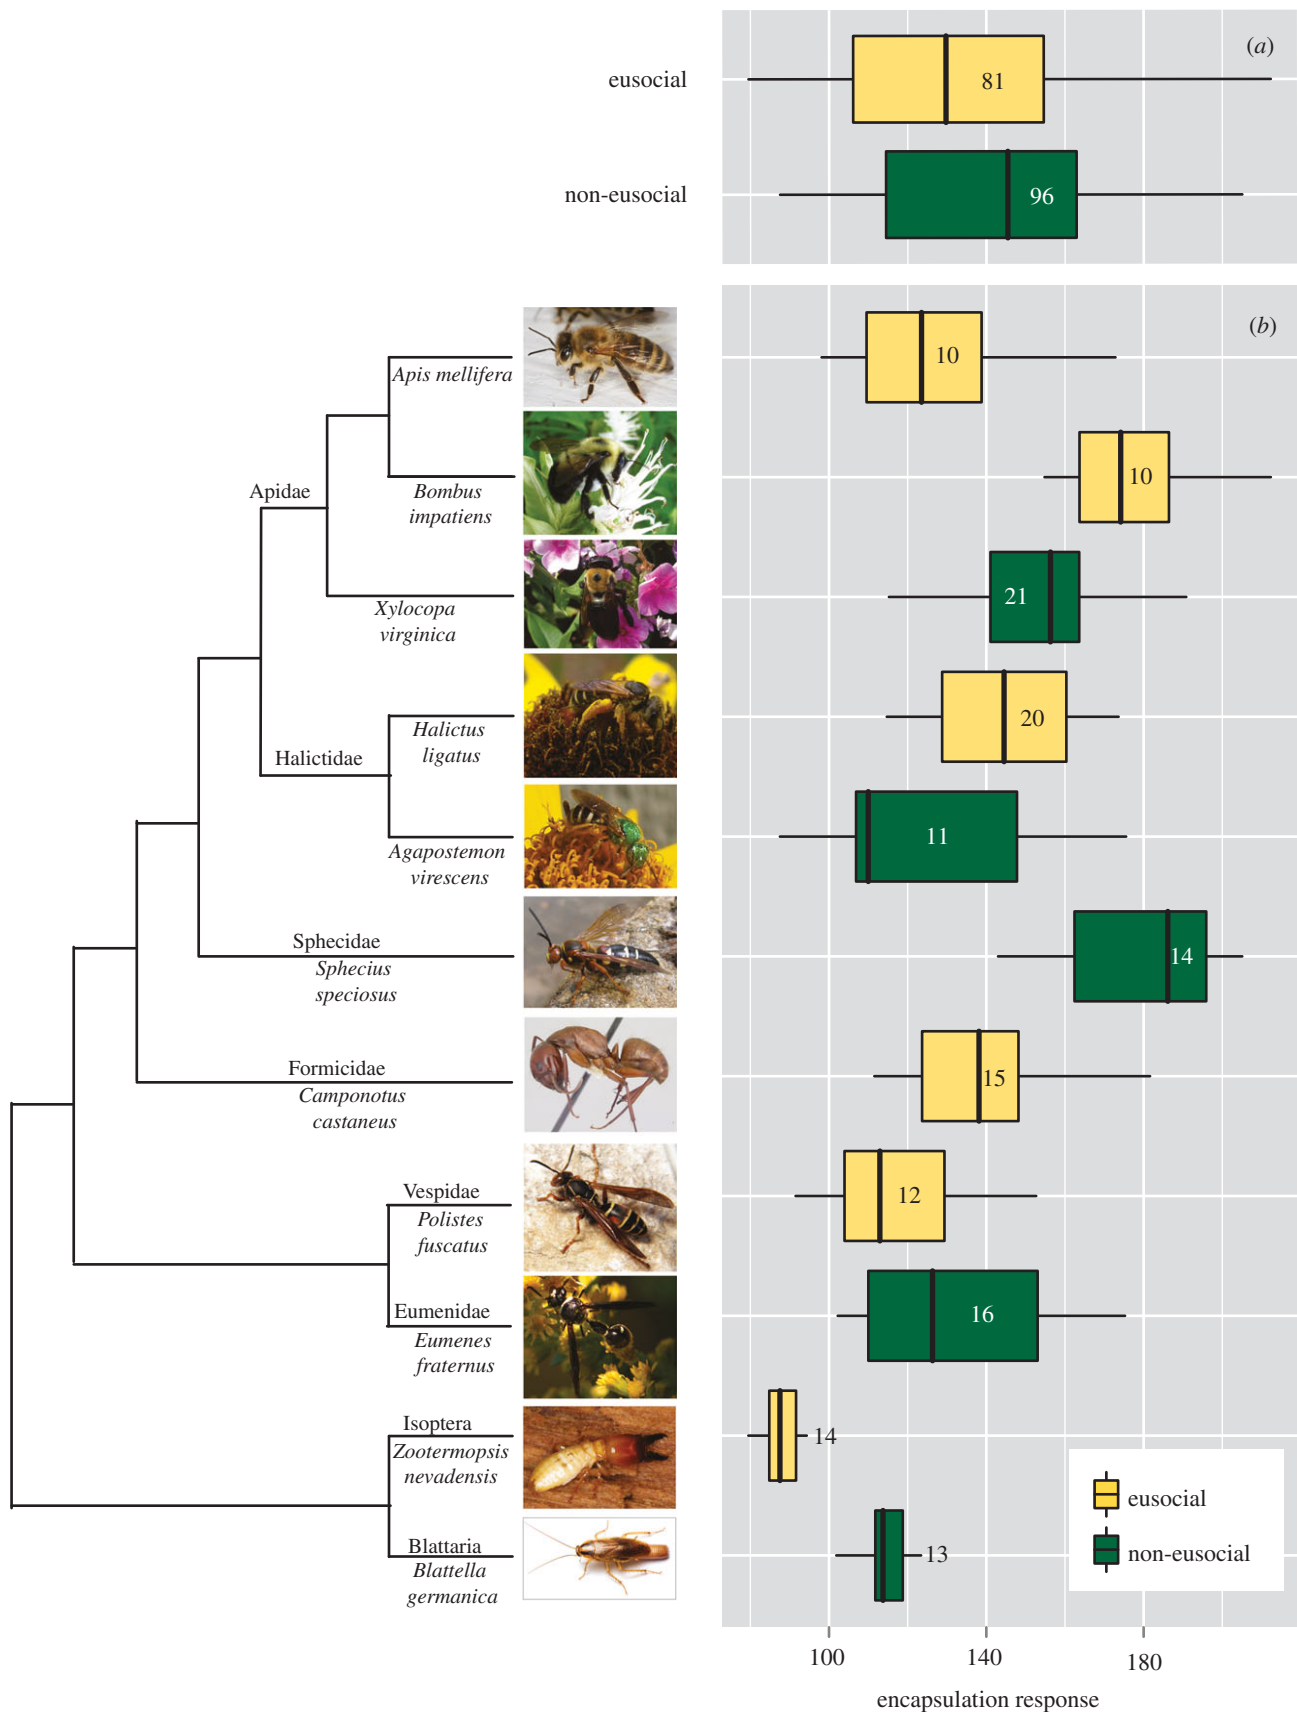 (a)
eusocial
81
non-eusocial
96
(b)
Apis mellifera
10
Bombus
impatiens
10
Apidae
Xylocopa
virginica
21
Halictus
ligatus
20
Halictidae
Agapostemon
virescens
11
Sphecidae
Sphecius
speciosus
14
Formicidae
Camponotus
castaneus
15
Vespidae
Polistes
fuscatus
12
Eumenidae
Eumenes
fraternus
16
Isoptera
Zootermopsis
nevadensis
14
Blattaria
Blattella
germanica
13
eusocial
non-eusocial
100
140
180
encapsulation response